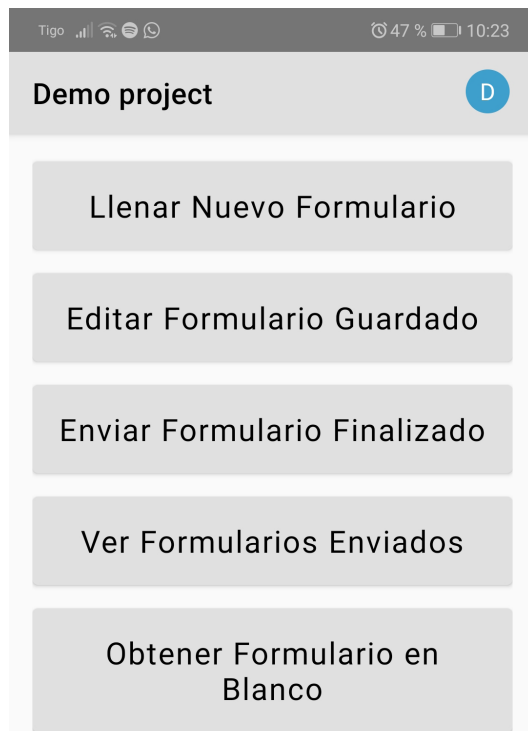 Tigo 47 % 10:23
Demo project D
Llenar Nuevo Formulario
Editar Formulario Guardado
Enviar Formulario Finalizado
Ver Formularios Enviados
Obtener Formulario en
Blanco